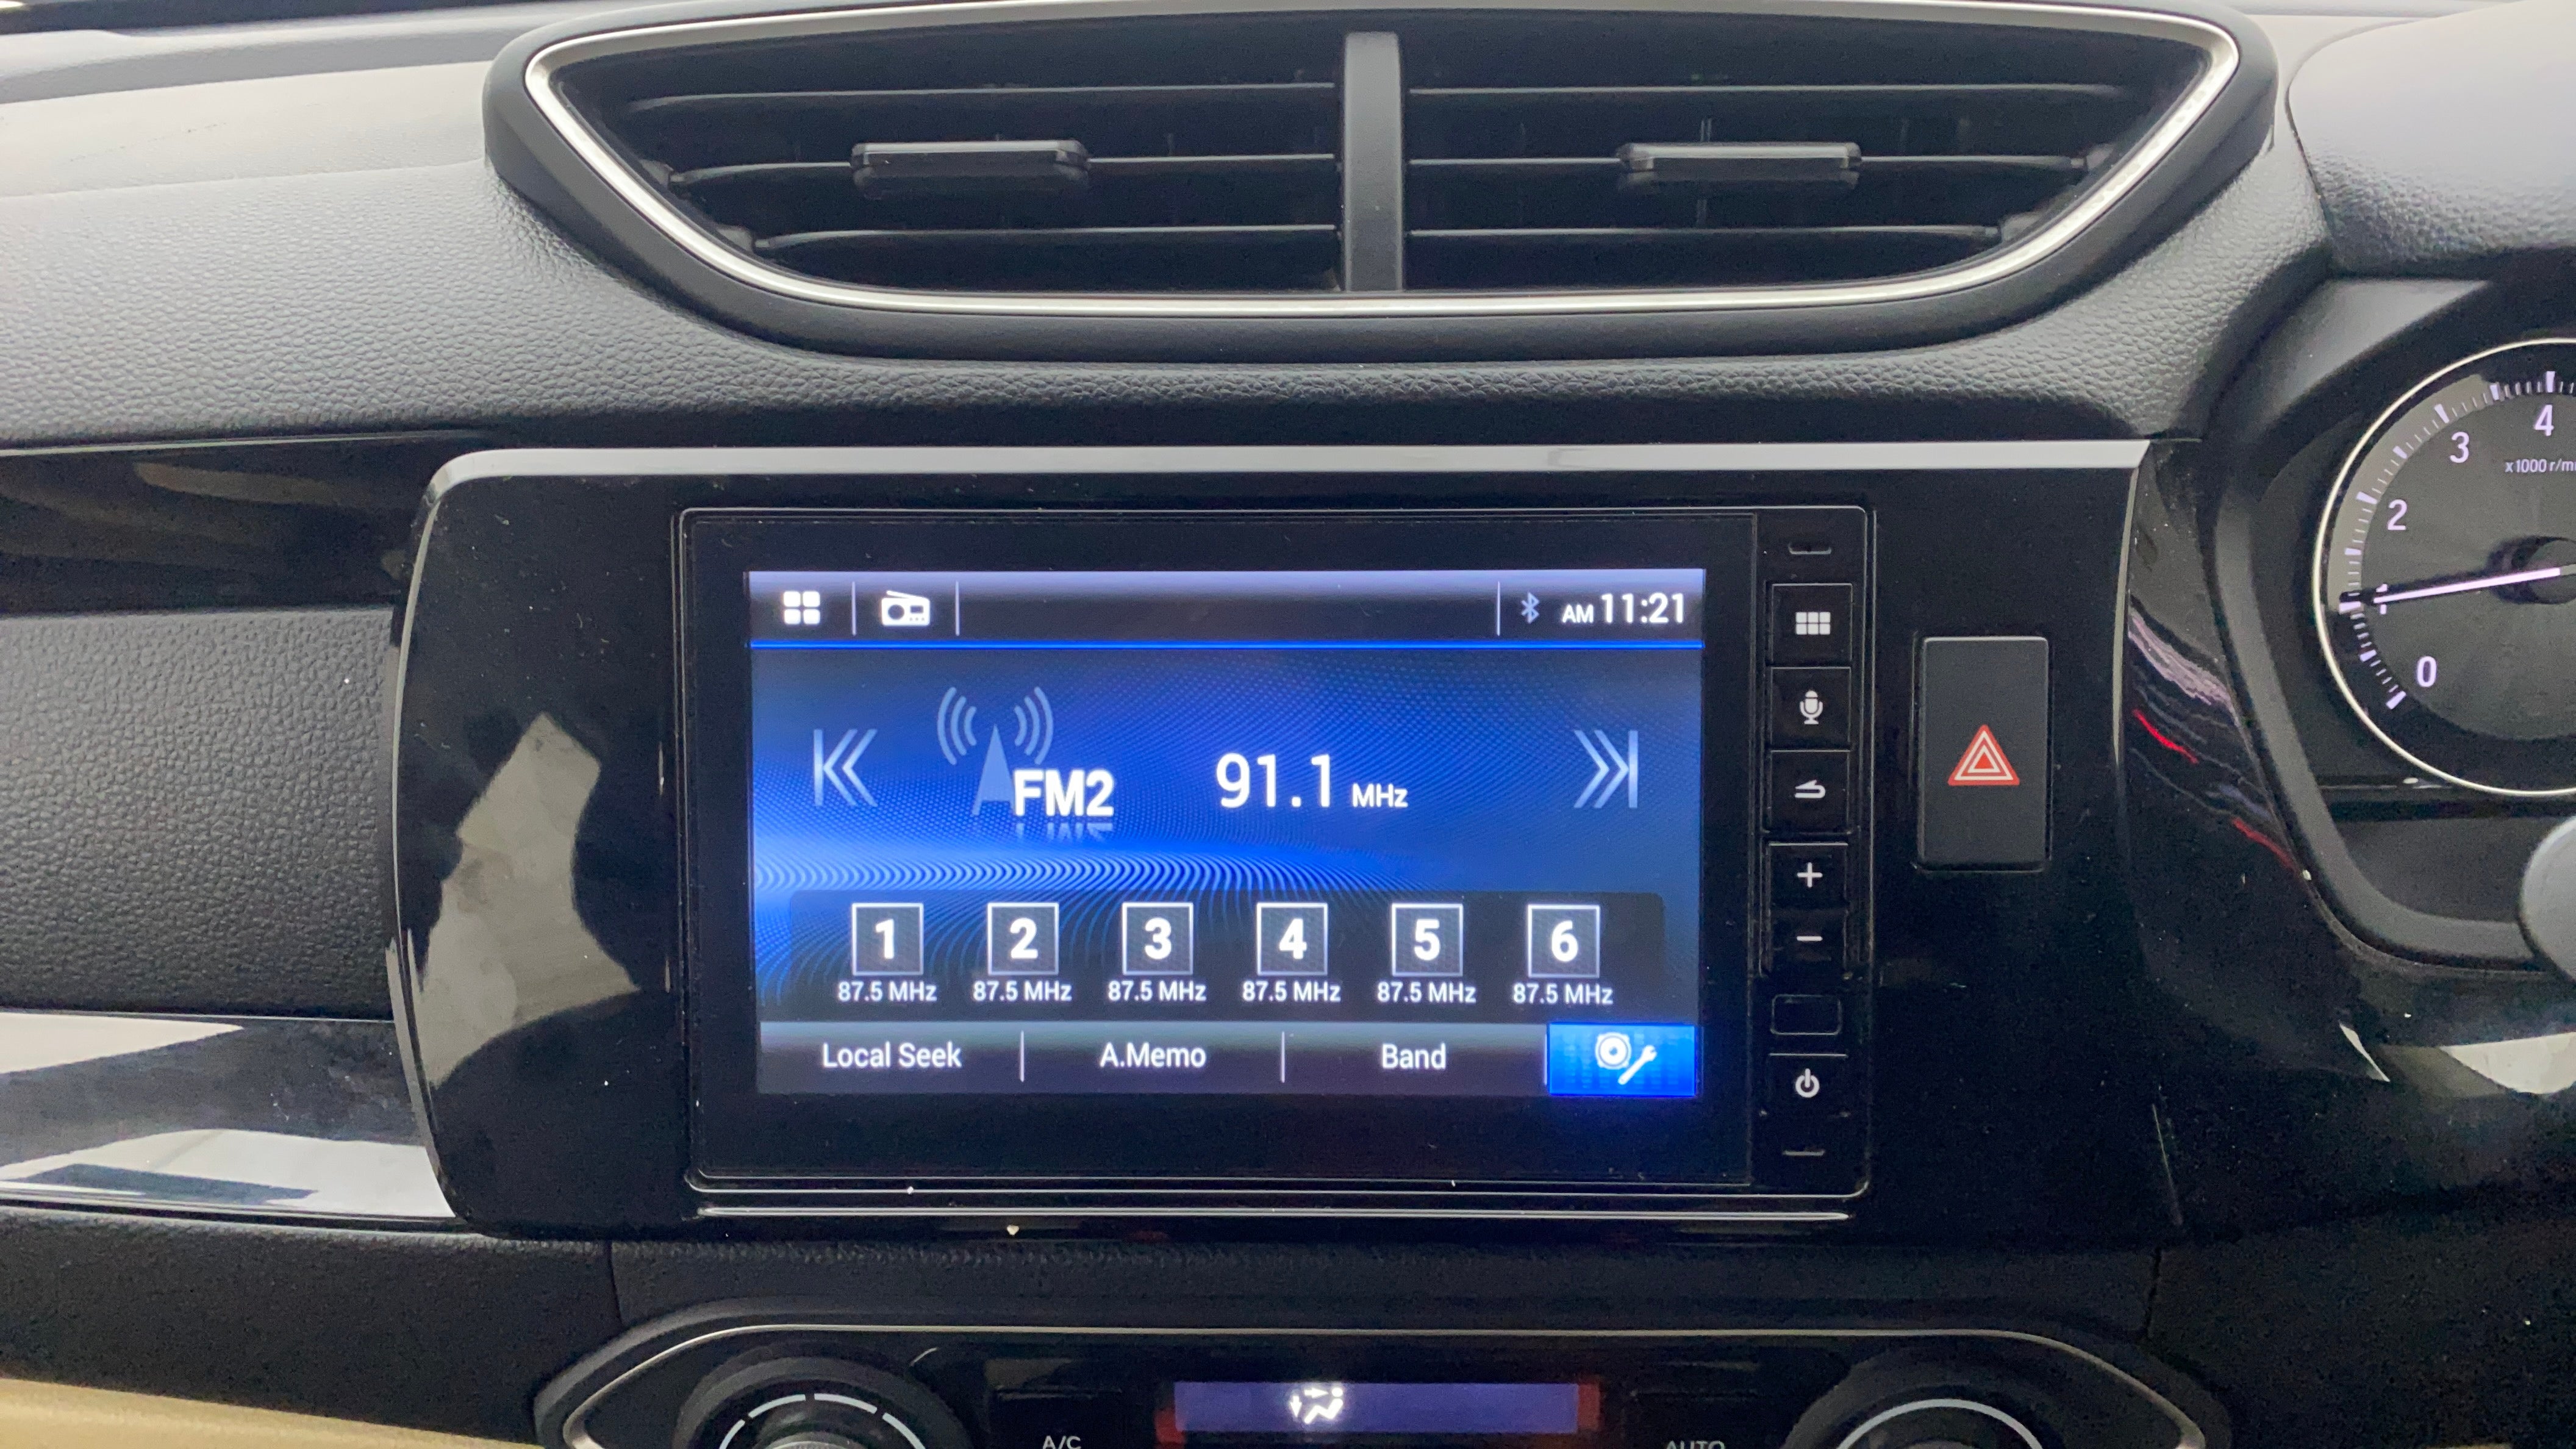 AM 11:21
FM2
91.1 MHz
1 2 3 4 5 6
87.5 MHz 87.5 MHz 87.5 MHz 87.5 MHz 87.5 MHz 87.5 MHz
Local Seek A.Memo Band
+
−
4
3
x1000 r/m
2
1
0
A/C
AUTO